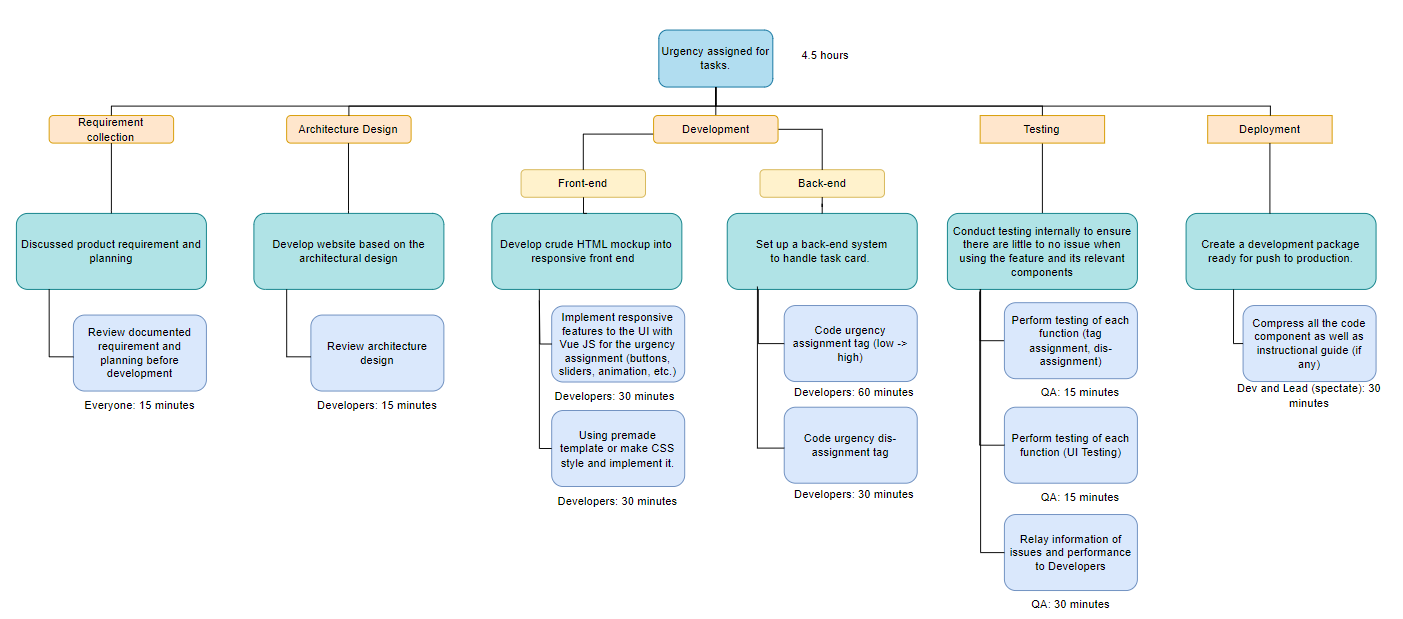 Urgency assigned for
tasks.
4.5 hours
Requirement
collection
Architecture Design
Development
Testing
Deployment
Front-end
Back-end
Discussed product requirement and
planning
Develop website based on the
architectural design
Develop crude HTML mockup into
responsive front end
Set up a back-end system
to handle task card.
Conduct testing internally to ensure
there are little to no issue when
using the feature and its relevant
components
Create a development package
ready for push to production.
Review documented
requirement and
planning before
development
Everyone: 15 minutes
Review architecture
design
Developers: 15 minutes
Implement responsive
features to the UI with
Vue JS for the urgency
assignment (buttons,
sliders, animation, etc.)
Developers: 30 minutes
Using premade
template or make CSS
style and implement it.
Developers: 30 minutes
Code urgency
assignment tag (low ->
high)
Developers: 60 minutes
Code urgency dis-
assignment tag
Developers: 30 minutes
Perform testing of each
function (tag
assignment, dis-
assignment)
QA: 15 minutes
Perform testing of each
function (UI Testing)
QA: 15 minutes
Relay information of
issues and performance
to Developers
QA: 30 minutes
Compress all the code
component as well as
instructional guide (if
any)
Dev and Lead (spectate): 30
minutes